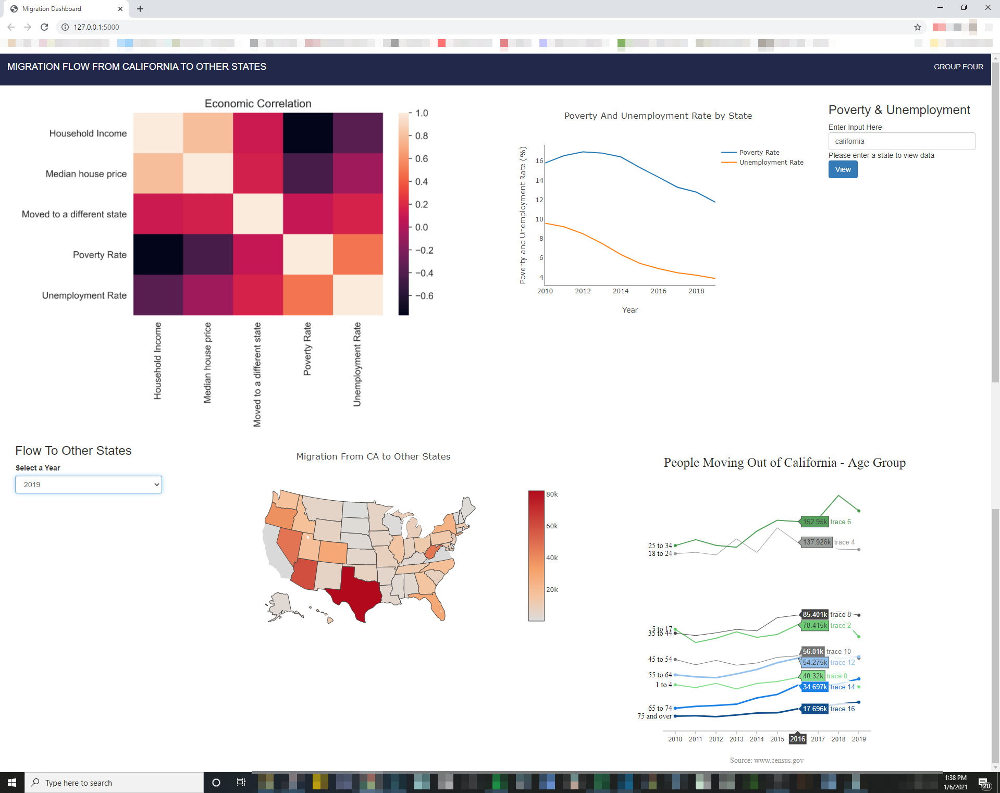 Migration Dashboard
127.0.0.1:5000
MIGRATION FLOW FROM CALIFORNIA TO OTHER STATES
GROUP FOUR
Economic Correlation
Household Income
Median house price
Moved to a different state
Poverty Rate
Unemployment Rate
1.0
0.8
0.6
0.4
0.2
0.0
−0.2
−0.4
−0.6
Household Income
Median house price
Moved to a different state
Poverty Rate
Unemployment Rate
Poverty And Unemployment Rate by State
Poverty and Unemployment Rate (%)
16
14
12
10
8
6
4
2010 2012 2014 2016 2018
Year
Poverty Rate
Unemployment Rate
Poverty & Unemployment
Enter Input Here
california
Please enter a state to view data
View
Flow To Other States
Select a Year
2019
Migration From CA to Other States
80k
60k
40k
20k
People Moving Out of California - Age Group
152.95k trace 6
137.926k trace 4
25 to 34
18 to 24
85.401k trace 8
78.415k trace 2
5 to 17
35 to 44
56.01k trace 10
54.275k trace 12
45 to 54
55 to 64
40.32k trace 0
1 to 4
34.697k trace 14
65 to 74
17.696k trace 16
75 and over
2010 2011 2012 2013 2014 2015 2016 2017 2018 2019
Source: www.census.gov
Type here to search
1:38 PM
1/6/2021
20